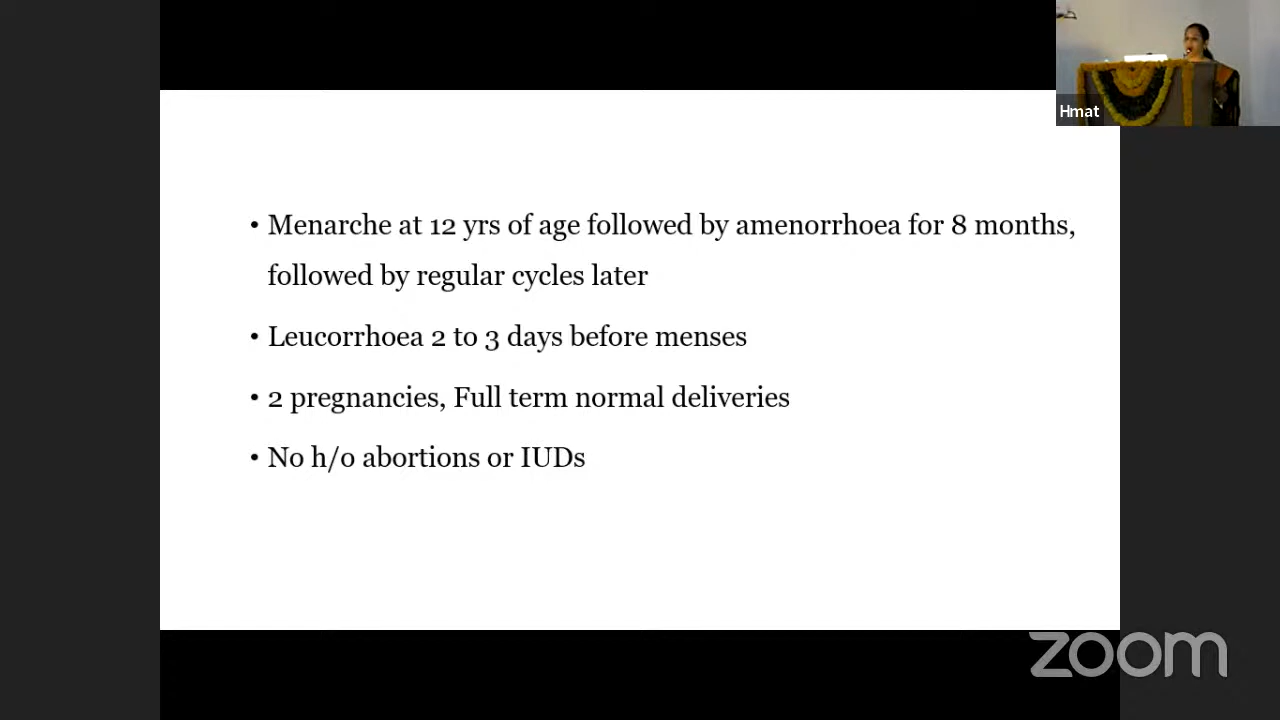 Hmat
• Menarche at 12 yrs of age followed by amenorrhoea for 8 months,
followed by regular cycles later
• Leucorrhoea 2 to 3 days before menses
• 2 pregnancies, Full term normal deliveries
• No h/o abortions or IUDs
zoom